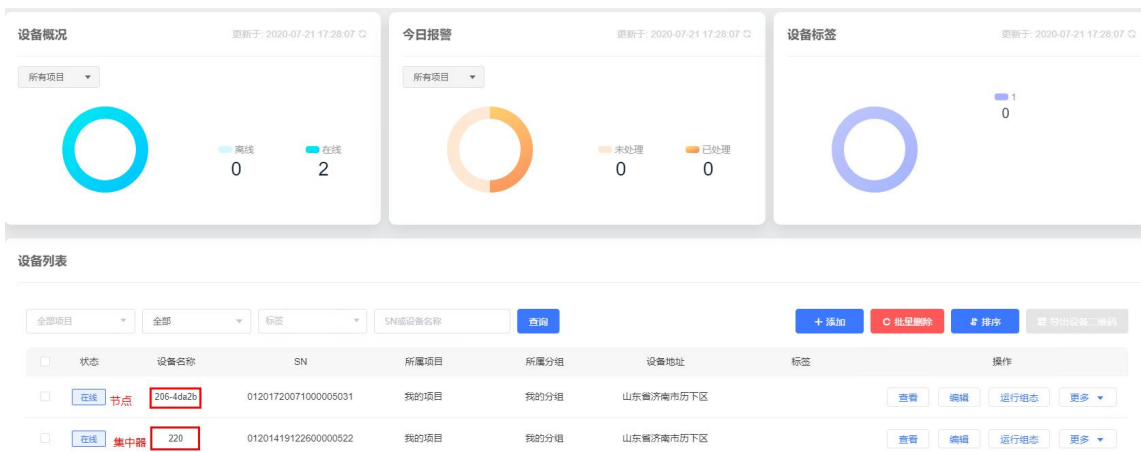 设备概况 更新于: 2020-07-21 17:28:07
所有项目
离线 在线
0 2
今日报警 更新于: 2020-07-21 17:28:07
所有项目
未处理 已处理
0 0
设备标签 更新于: 2020-07-21 17:28:07
1
0
设备列表
全部项目 全部 标签 SN或设备名称 查询 + 添加 C 批量删除 排序 导出设备二维码
状态 设备名称 SN 所属项目 所属分组 设备地址 标签 操作
在线 节点 206-4da2b 01201720071000005031 我的项目 我的分组 山东省济南市历下区 查看 编辑 运行组态 更多
在线 集中器 220 01201419122600000522 我的项目 我的分组 山东省济南市历下区 查看 编辑 运行组态 更多